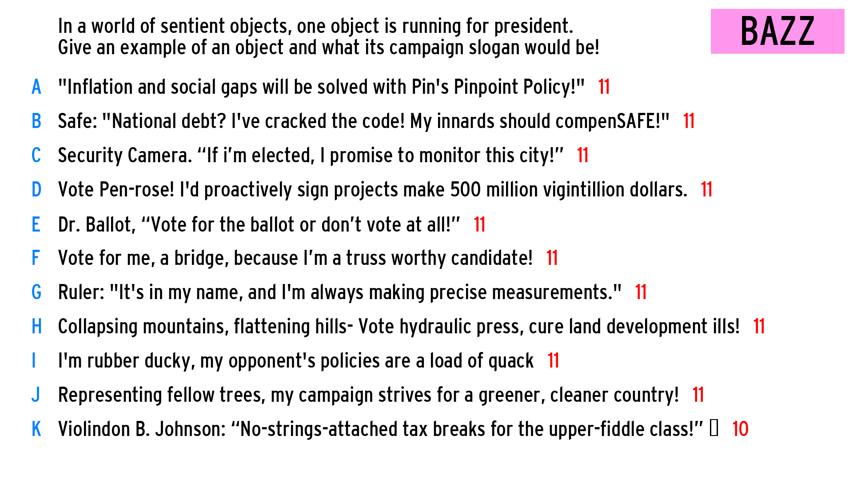 In a world of sentient objects, one object is running for president.
Give an example of an object and what its campaign slogan would be!
BAZZ
A "Inflation and social gaps will be solved with Pin's Pinpoint Policy!" 11
B Safe: "National debt? I've cracked the code! My innards should compenSAFE!" 11
C Security Camera. “If i’m elected, I promise to monitor this city!” 11
D Vote Pen-rose! I'd proactively sign projects make 500 million vigintillion dollars. 11
E Dr. Ballot, “Vote for the ballot or don’t vote at all!” 11
F Vote for me, a bridge, because I’m a truss worthy candidate! 11
G Ruler: "It's in my name, and I'm always making precise measurements." 11
H Collapsing mountains, flattening hills- Vote hydraulic press, cure land development ills! 11
I I'm rubber ducky, my opponent's policies are a load of quack 11
J Representing fellow trees, my campaign strives for a greener, cleaner country! 11
K Violindon B. Johnson: “No-strings-attached tax breaks for the upper-fiddle class!” ▯ 10